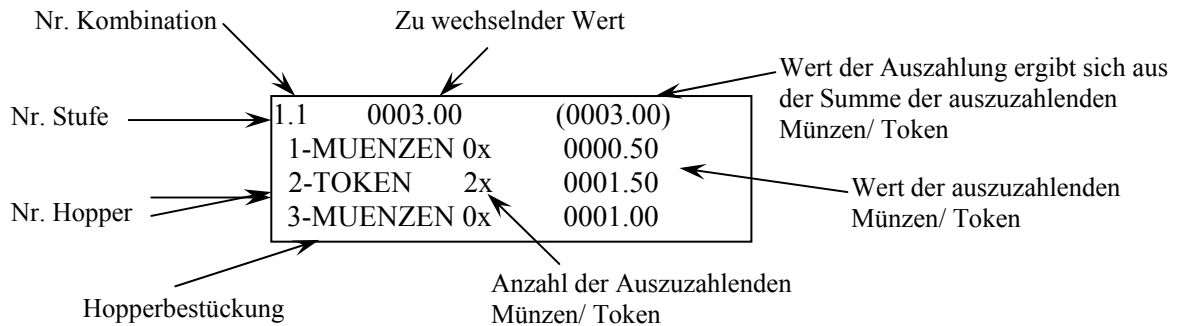 Nr. Kombination
Zu wechselnder Wert
Wert der Auszahlung ergibt sich aus
der Summe der auszuzahlenden
Münzen/ Token
Nr. Stufe
1.1 0003.00 (0003.00)
1-MUENZEN 0x 0000.50
2-TOKEN 2x 0001.50
3-MUENZEN 0x 0001.00
Nr. Hopper
Wert der auszuzahlenden
Münzen/ Token
Hopperbestückung
Anzahl der Auszuzahlenden
Münzen/ Token